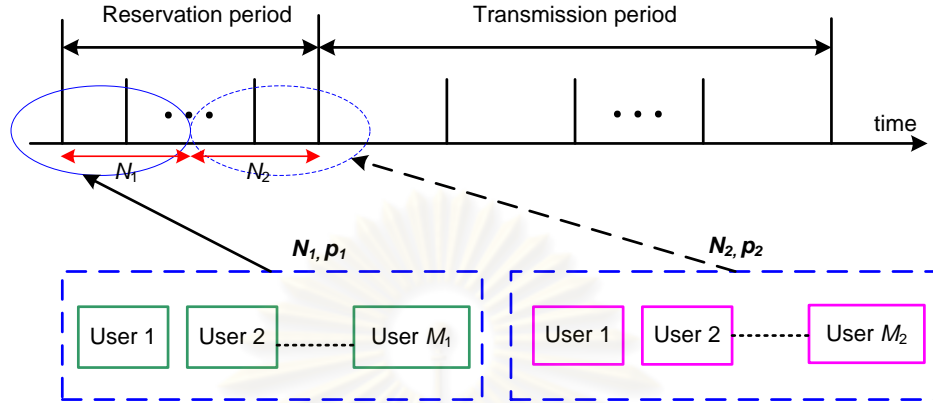 Reservation period
Transmission period
time
N₁
N₂
N₁, p₁
N₂, p₂
User 1
User 2
User M₁
User 1
User 2
User M₂